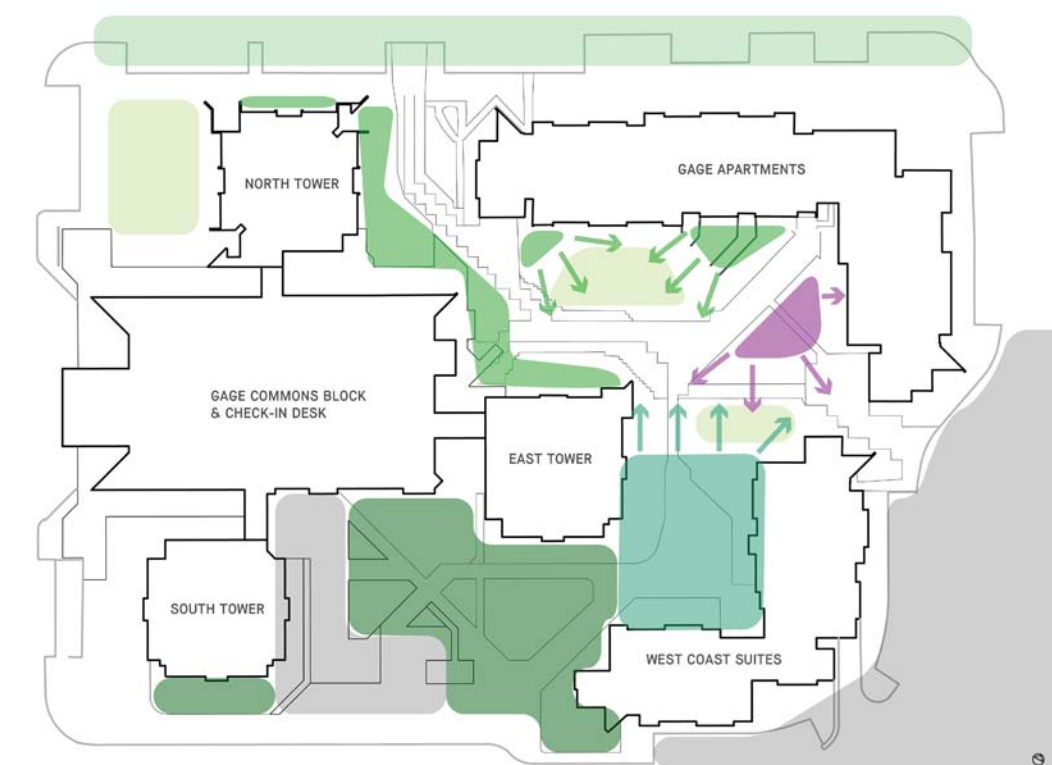 GAGE APARTMENTS
NORTH TOWER
GAGE COMMONS BLOCK
& CHECK-IN DESK
EAST TOWER
SOUTH TOWER
WEST COAST SUITES